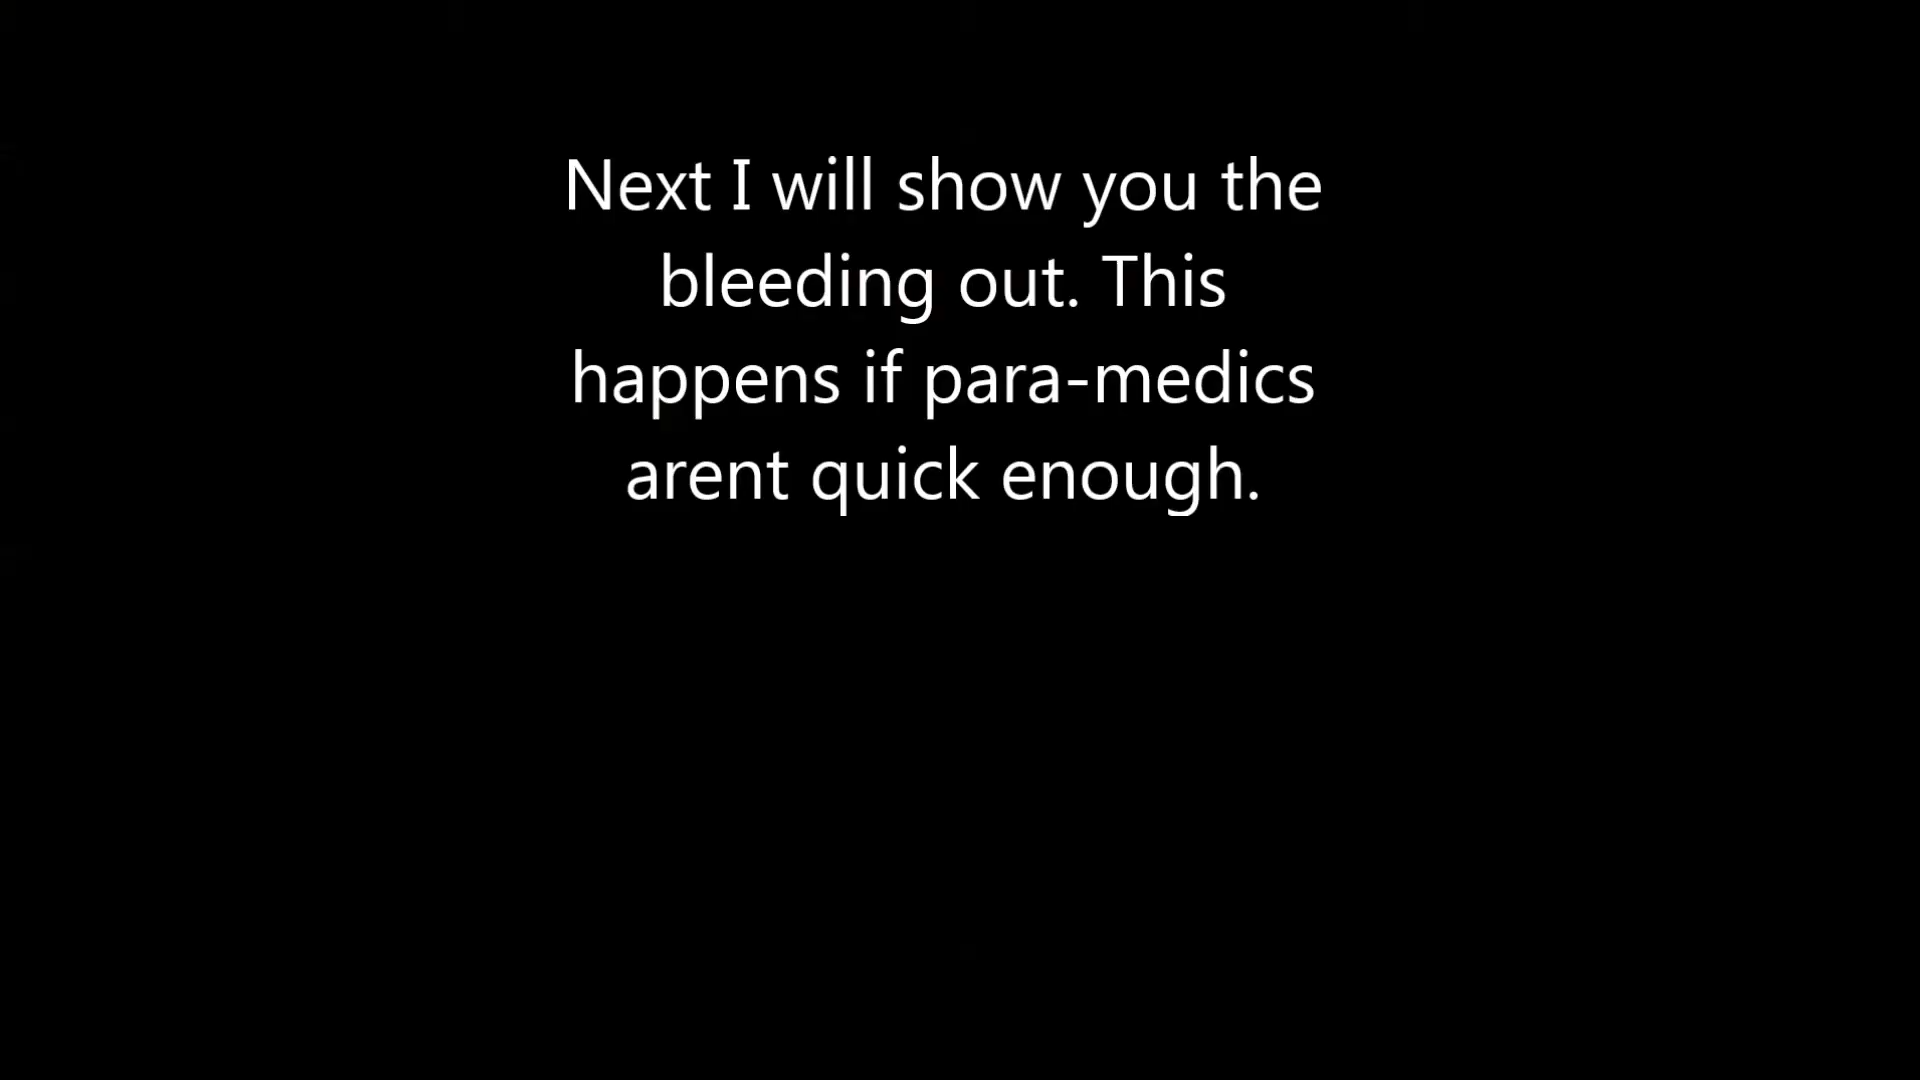 Next I will show you the
bleeding out. This
happens if para-medics
arent quick enough.